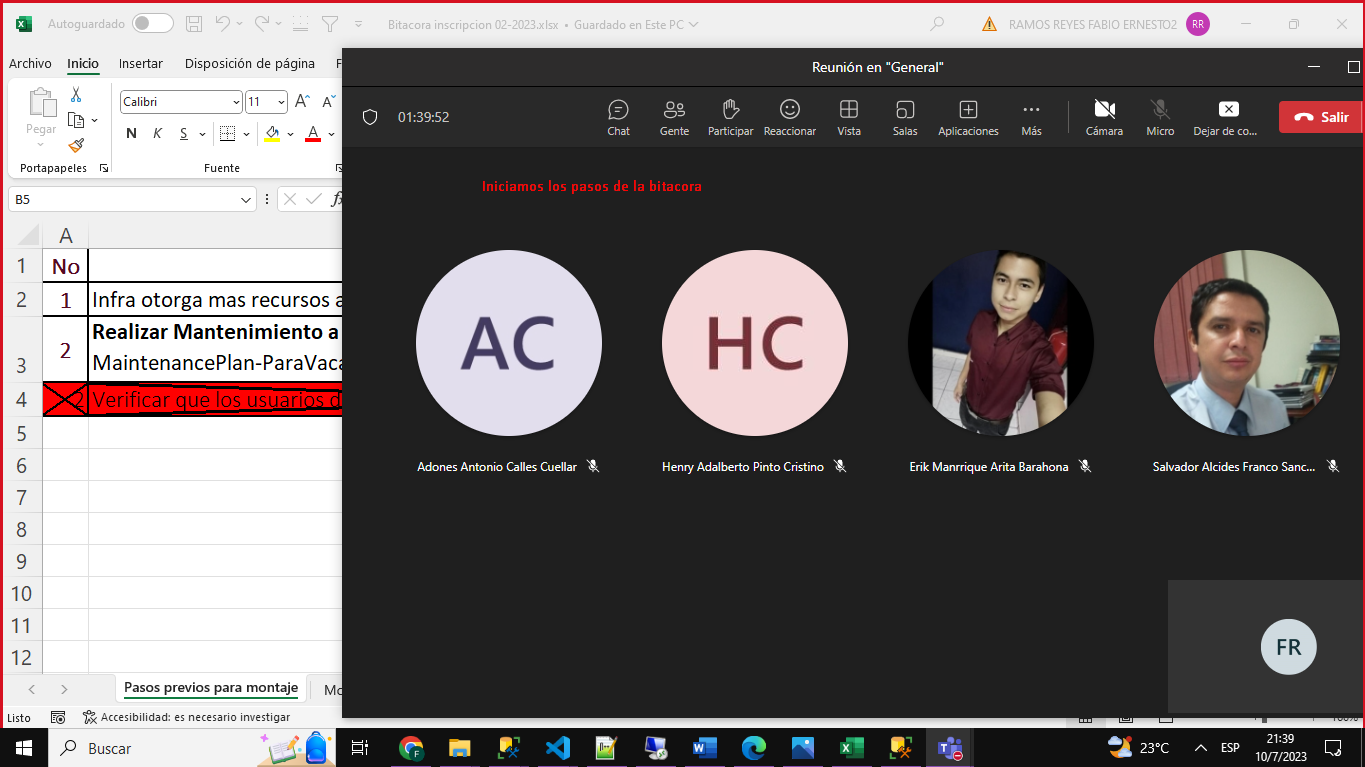 Autoguardado
Bitacora inscripcion 02-2023.xlsx • Guardado en Este PC
RAMOS REYES FABIO ERNESTO2
RR
Archivo
Inicio
Insertar
Disposición de página
Reunión en "General"
Pegar
Calibri
11
N
K
S
A
Portapapeles
Fuente
01:39:52
Chat
Gente
Participar
Reaccionar
Vista
Salas
Aplicaciones
Más
Cámara
Micro
Dejar de co...
Salir
B5
Iniciamos los pasos de la bitacora
A
1 No
2 1 Infra otorga mas recursos a
3 2 Realizar Mantenimiento a
MaintenancePlan-ParaVaca
4 2 Verificar que los usuarios d
5
6
7
8
9
10
11
12
AC
HC
Adones Antonio Calles Cuellar
Henry Adalberto Pinto Cristino
Erik Manrrique Arita Barahona
Salvador Alcides Franco Sanc...
FR
Pasos previos para montaje
Listo
Accesibilidad: es necesario investigar
Buscar
23°C
ESP
21:39
10/7/2023